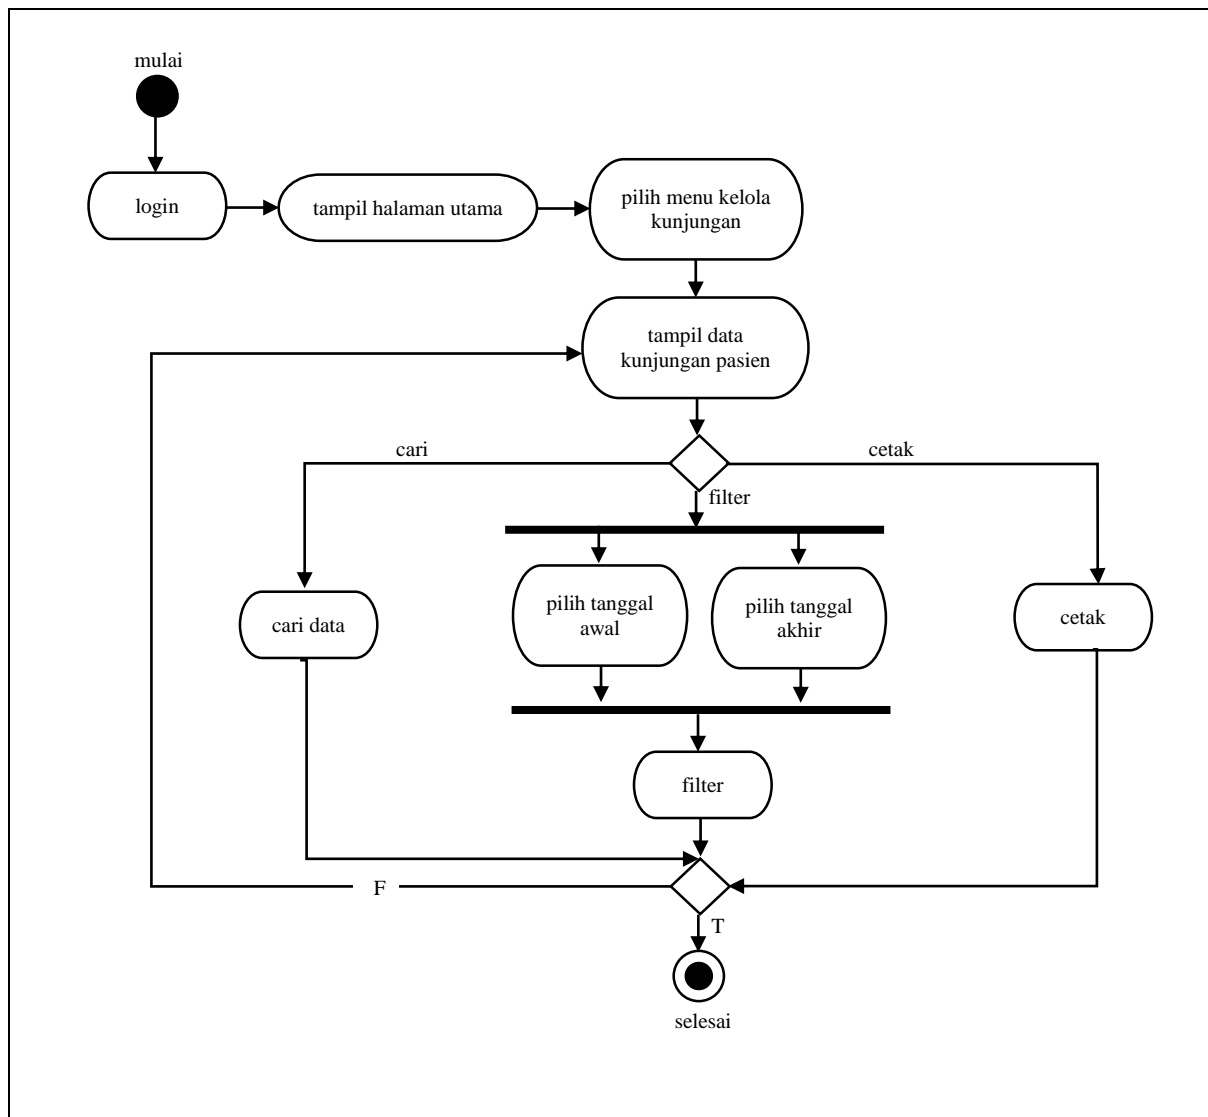 mulai
login
tampil halaman utama
pilih menu kelola
kunjungan
tampil data
kunjungan pasien
cari
cetak
filter
cari data
pilih tanggal
awal
pilih tanggal
akhir
cetak
filter
F
T
selesai